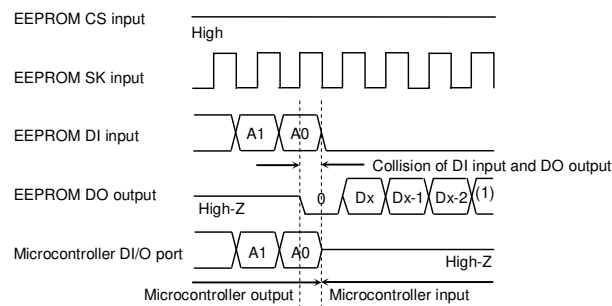 EEPROM CS input
High
EEPROM SK input
EEPROM DI input
A1 A0
Collision of DI input and DO output
EEPROM DO output
High-Z
0 Dx Dx-1 Dx-2 (1)
Microcontroller DI/O port
A1 A0
High-Z
Microcontroller output Microcontroller input